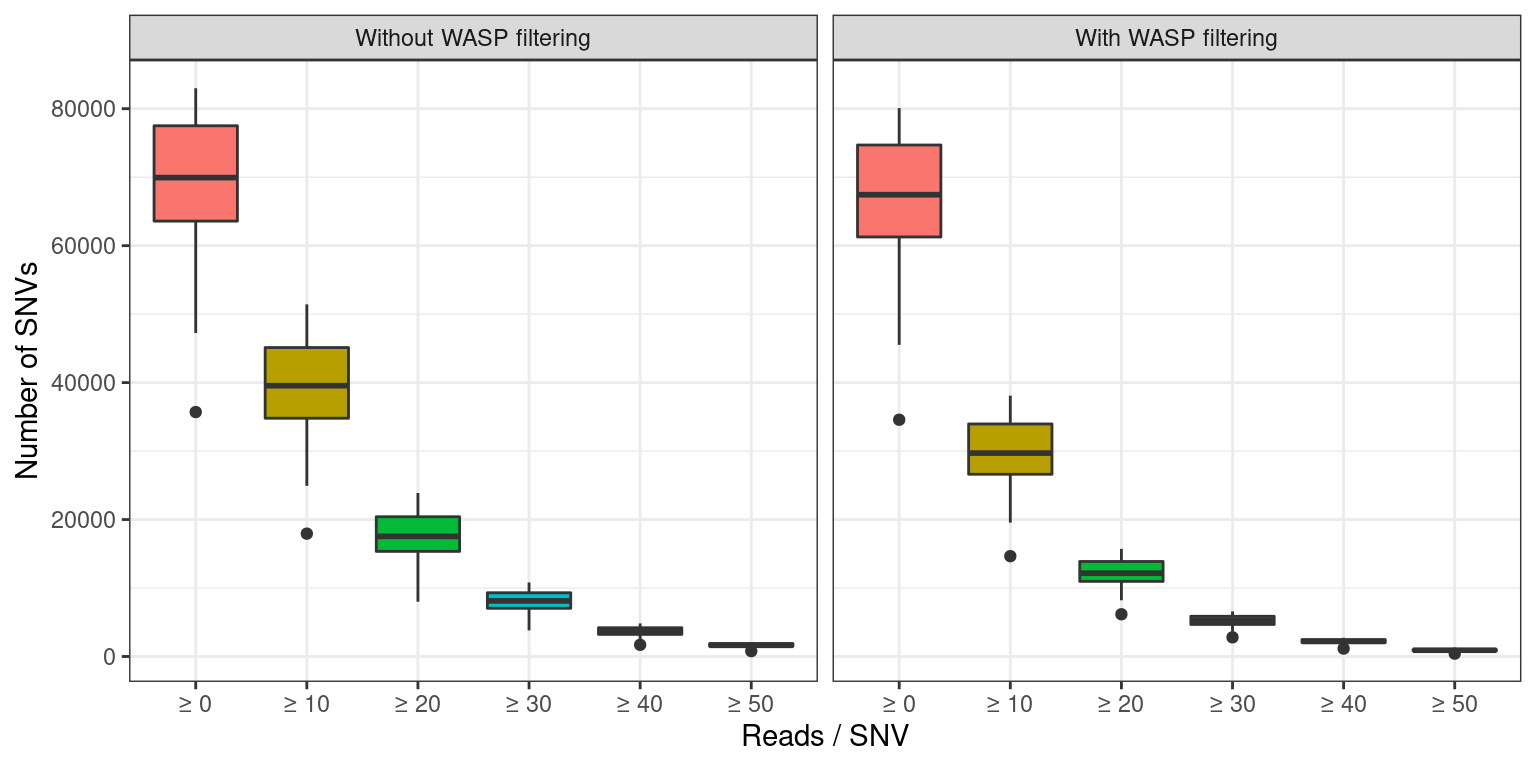 Without WASP filtering
With WASP filtering
Number of SNVs
80000
60000
40000
20000
0
≥ 0 ≥ 10 ≥ 20 ≥ 30 ≥ 40 ≥ 50
≥ 0 ≥ 10 ≥ 20 ≥ 30 ≥ 40 ≥ 50
Reads / SNV